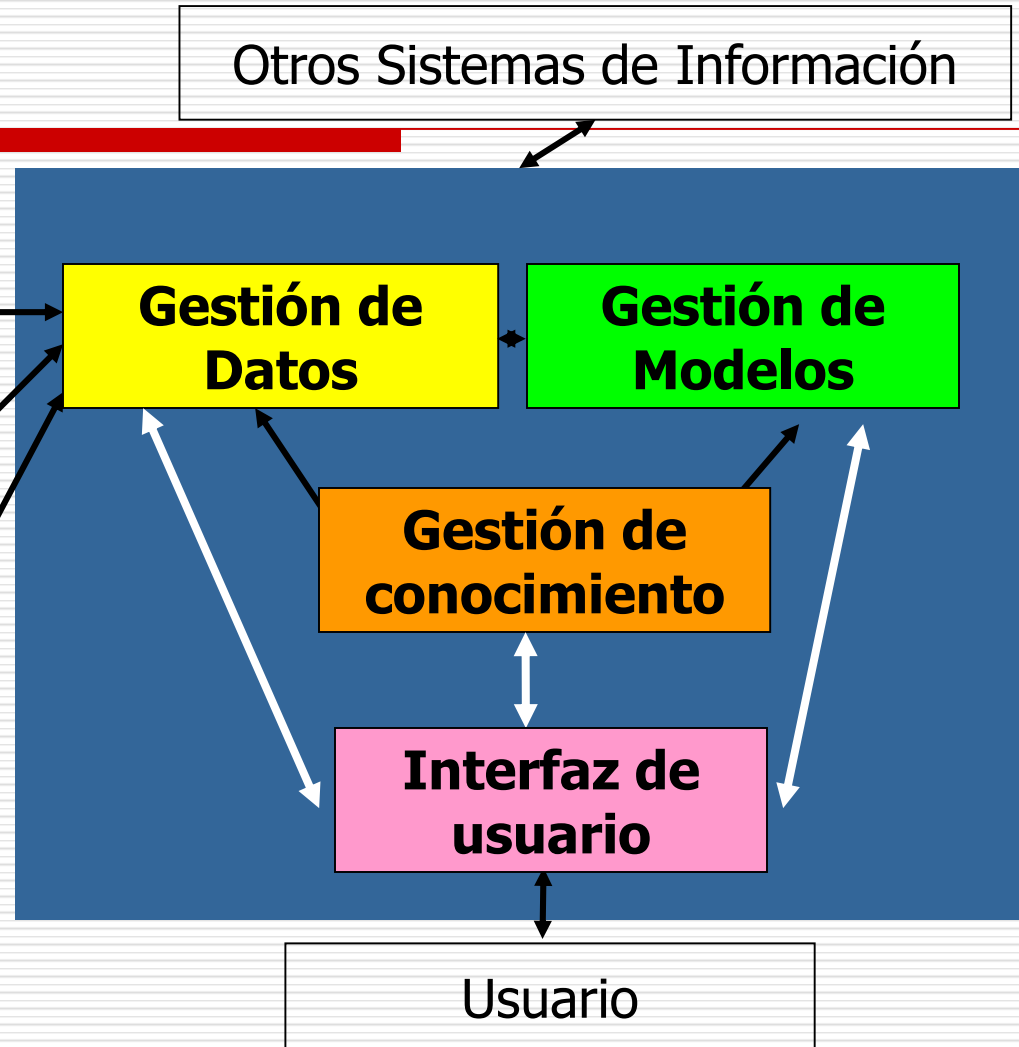 Otros Sistemas de Información
Gestión de
Datos
Gestión de
Modelos
Gestión de
conocimiento
Interfaz de
usuario
Usuario